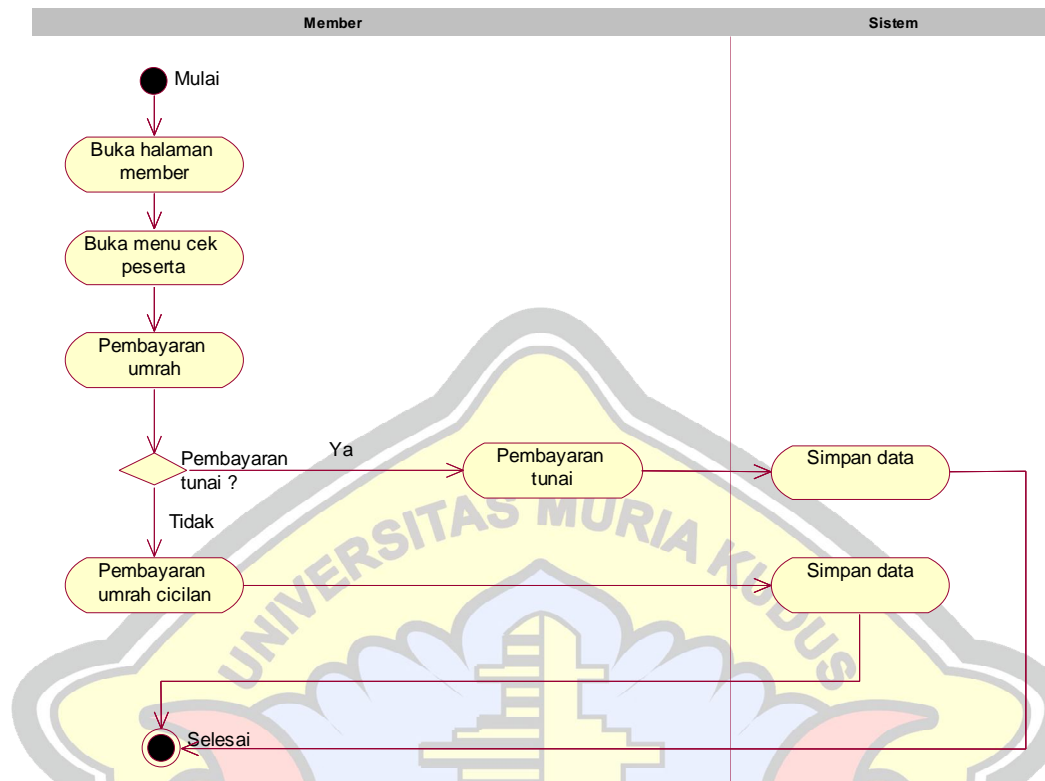 Member
Sistem
Mulai
Buka halaman
member
Buka menu cek
peserta
Pembayaran
umrah
Pembayaran
tunai ?
Ya
Pembayaran
tunai
Simpan data
Tidak
Pembayaran
umrah cicilan
Simpan data
Selesai
UNIVERSITAS MURIA KUDUS